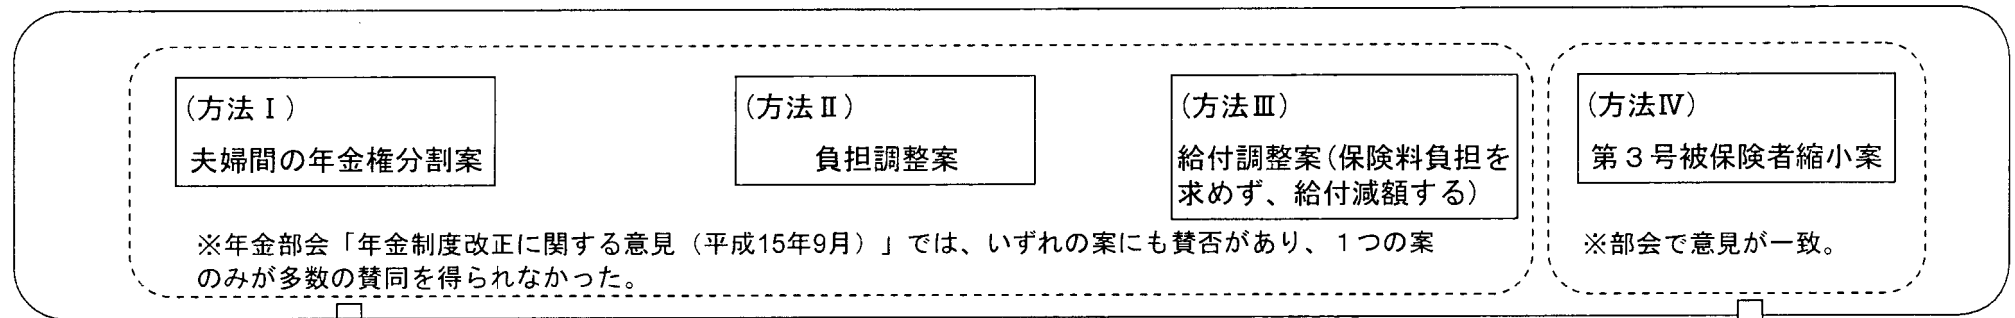 (方法Ⅰ)
夫婦間の年金権分割案
(方法Ⅱ)
負担調整案
(方法Ⅲ)
給付調整案(保険料負担を
求めず、給付減額する)
(方法Ⅳ)
第3号被保険者縮小案
※年金部会「年金制度改正に関する意見(平成15年9月)」では、いずれの案にも賛否があり、1つの案
のみが多数の賛同を得られなかった。
※部会で意見が一致。